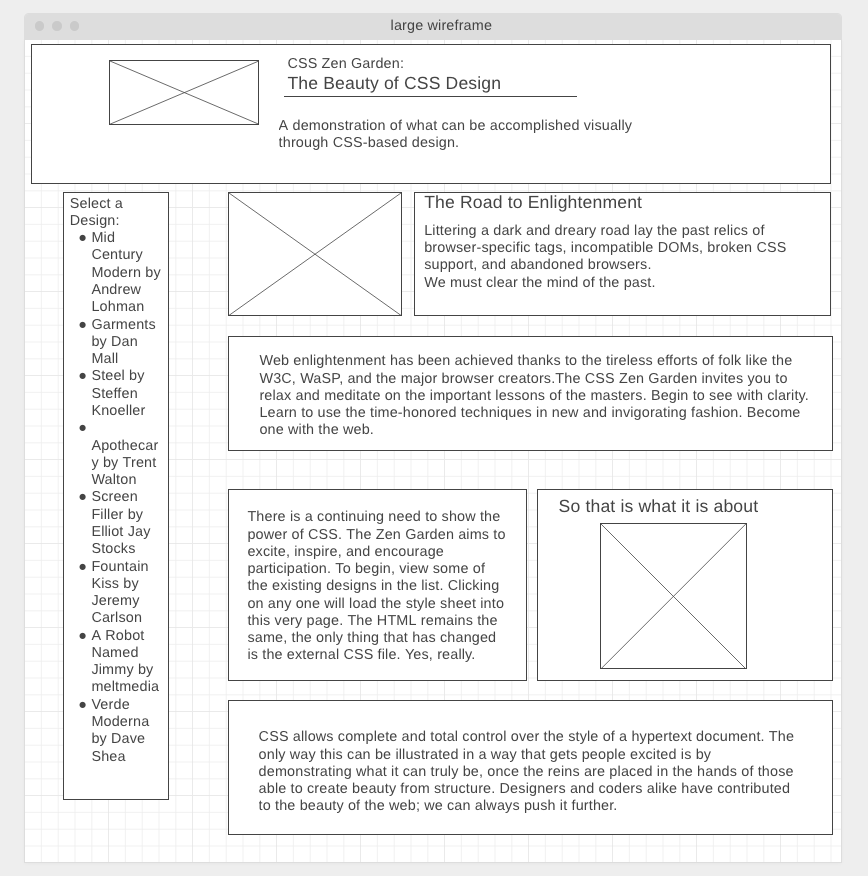 large wireframe
CSS Zen Garden:
The Beauty of CSS Design
A demonstration of what can be accomplished visually
through CSS-based design.
Select a
Design:
● Mid
Century
Modern by
Andrew
Lohman
● Garments
by Dan
Mall
● Steel by
Steffen
Knoeller
●
Apothecar
y by Trent
Walton
● Screen
Filler by
Elliot Jay
Stocks
● Fountain
Kiss by
Jeremy
Carlson
● A Robot
Named
Jimmy by
meltmedia
● Verde
Moderna
by Dave
Shea
The Road to Enlightenment
Littering a dark and dreary road lay the past relics of
browser-specific tags, incompatible DOMs, broken CSS
support, and abandoned browsers.
We must clear the mind of the past.
Web enlightenment has been achieved thanks to the tireless efforts of folk like the
W3C, WaSP, and the major browser creators.The CSS Zen Garden invites you to
relax and meditate on the important lessons of the masters. Begin to see with clarity.
Learn to use the time-honored techniques in new and invigorating fashion. Become
one with the web.
There is a continuing need to show the
power of CSS. The Zen Garden aims to
excite, inspire, and encourage
participation. To begin, view some of
the existing designs in the list. Clicking
on any one will load the style sheet into
this very page. The HTML remains the
same, the only thing that has changed
is the external CSS file. Yes, really.
So that is what it is about
CSS allows complete and total control over the style of a hypertext document. The
only way this can be illustrated in a way that gets people excited is by
demonstrating what it can truly be, once the reins are placed in the hands of those
able to create beauty from structure. Designers and coders alike have contributed
to the beauty of the web; we can always push it further.